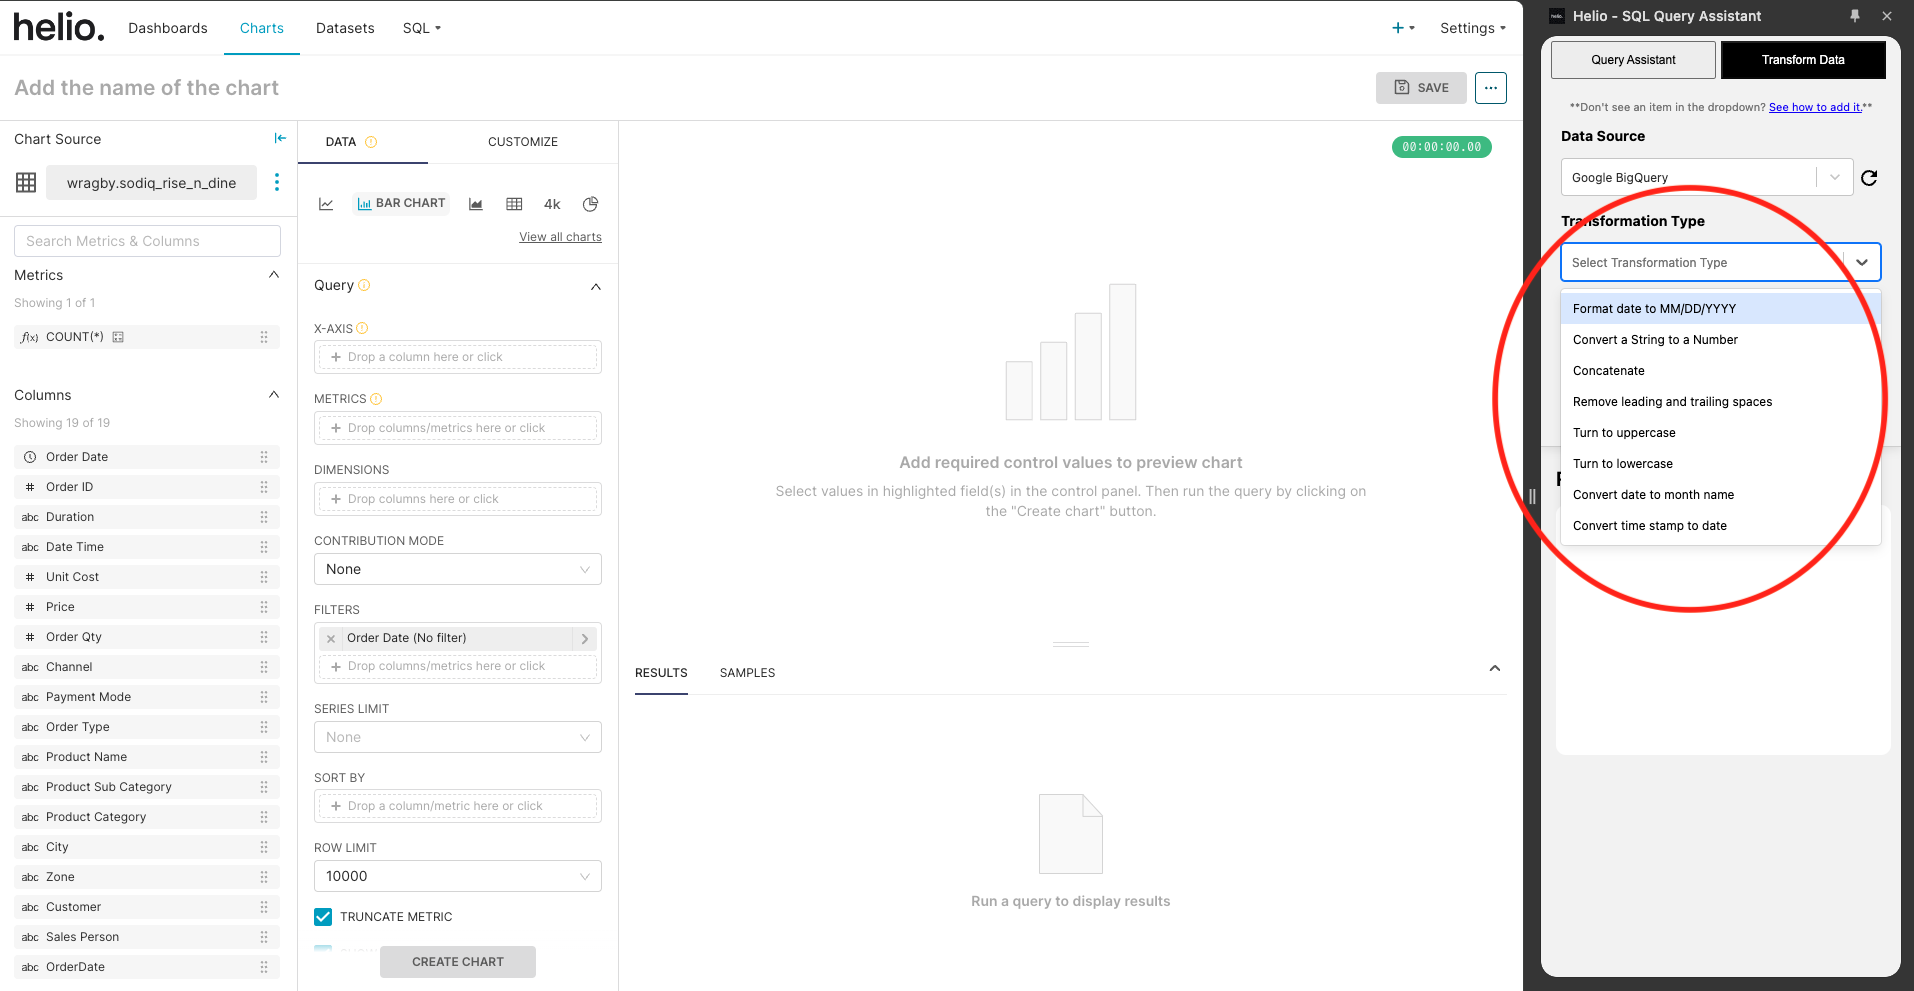 helio.
Dashboards
Charts
Datasets
SQL
Settings
Add the name of the chart
SAVE
Chart Source
wragby.sodiq_rise_n_dine
Search Metrics & Columns
Metrics
Showing 1 of 1
f(x) COUNT(*)
Columns
Showing 19 of 19
Order Date
# Order ID
abc Duration
abc Date Time
# Unit Cost
# Price
# Order Qty
abc Channel
abc Payment Mode
abc Order Type
abc Product Name
abc Product Sub Category
abc Product Category
abc City
abc Zone
abc Customer
abc Sales Person
abc OrderDate
DATA
CUSTOMIZE
BAR CHART
4k
View all charts
Query
X-AXIS
+ Drop a column here or click
METRICS
+ Drop columns/metrics here or click
DIMENSIONS
+ Drop columns here or click
CONTRIBUTION MODE
None
FILTERS
Order Date (No filter)
+ Drop columns/metrics here or click
SERIES LIMIT
None
SORT BY
+ Drop a column/metric here or click
ROW LIMIT
10000
TRUNCATE METRIC
CREATE CHART
00:00:00.00
Add required control values to preview chart
Select values in highlighted field(s) in the control panel. Then run the query by clicking on
the "Create chart" button.
RESULTS
SAMPLES
Run a query to display results
helio.
Helio - SQL Query Assistant
Query Assistant
Transform Data
**Don't see an item in the dropdown? See how to add it.**
Data Source
Google BigQuery
Transformation Type
Select Transformation Type
Format date to MM/DD/YYYY
Convert a String to a Number
Concatenate
Remove leading and trailing spaces
Turn to uppercase
Turn to lowercase
Convert date to month name
Convert time stamp to date